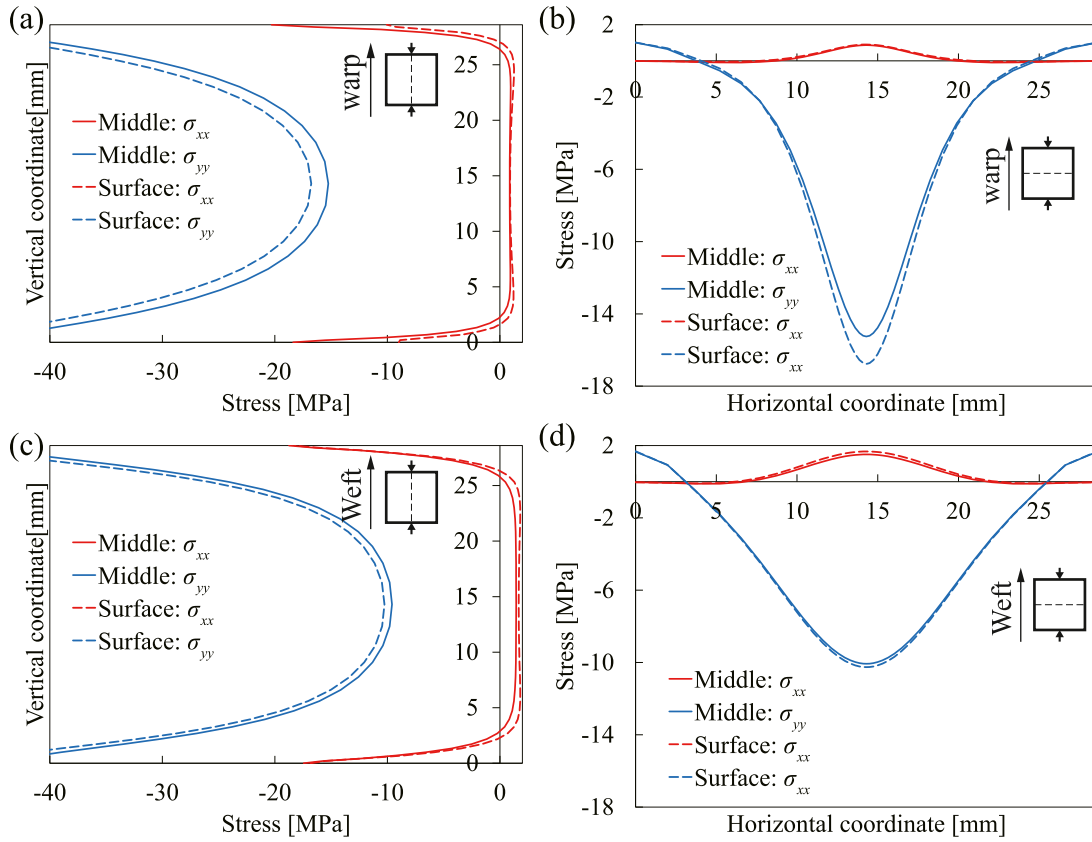 (a)
Vertical coordinate[mm]
25
20
15
10
5
0
warp
Middle: σxx
Middle: σyy
Surface: σxx
Surface: σyy
-40
-30
-20
-10
0
Stress [MPa]
(b)
Stress [MPa]
2
-2
-6
-10
-14
-18
0
5
10
15
20
25
warp
Middle: σxx
Middle: σyy
Surface: σxx
Surface: σxx
Horizontal coordinate [mm]
(c)
Vertical coordinate[mm]
25
20
15
10
5
0
Weft
Middle: σxx
Middle: σyy
Surface: σxx
Surface: σyy
-40
-30
-20
-10
0
Stress [MPa]
(d)
Stress [MPa]
2
-2
-6
-10
-14
-18
0
5
10
15
20
25
Weft
Middle: σxx
Middle: σyy
Surface: σxx
Surface: σxx
Horizontal coordinate [mm]